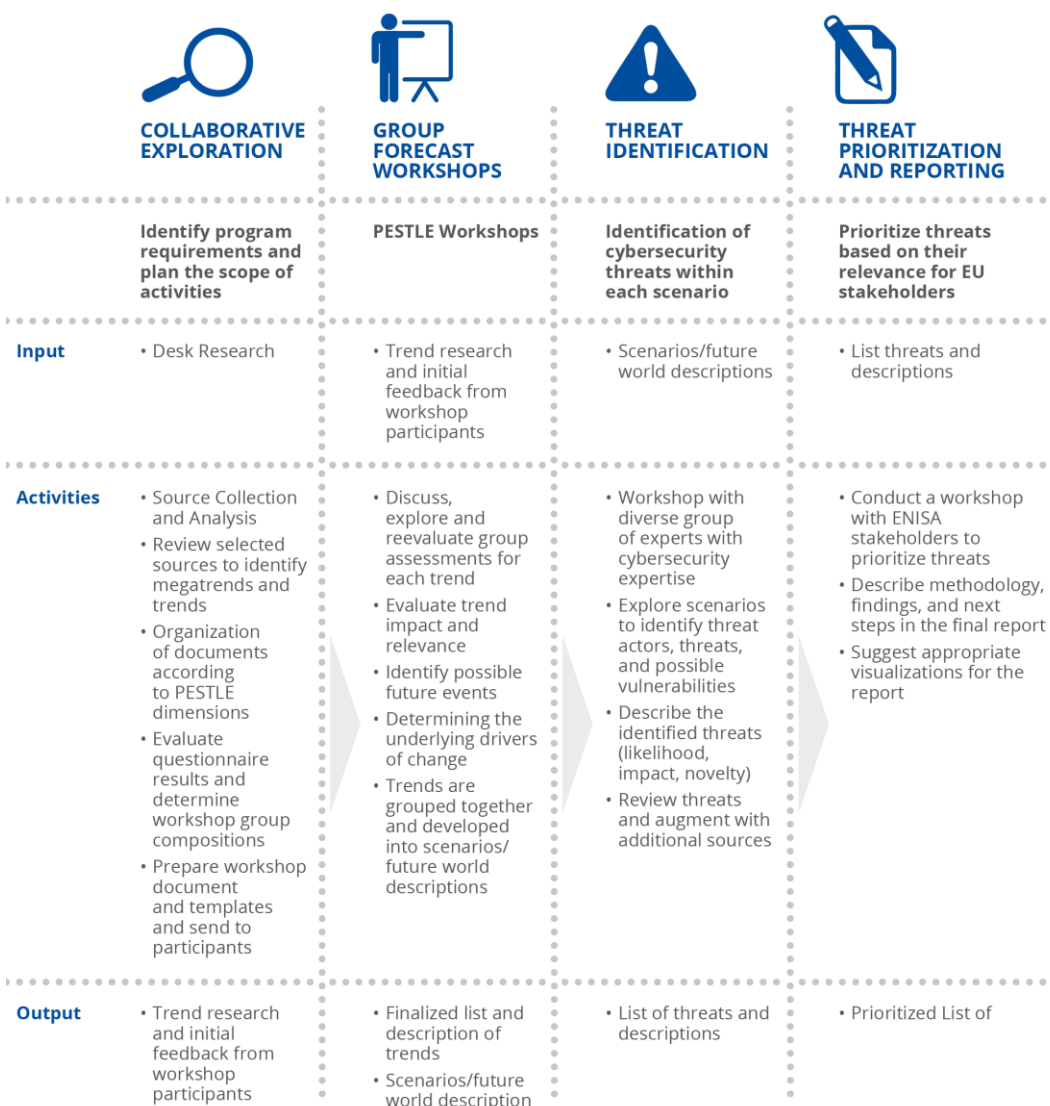 COLLABORATIVE
EXPLORATION
GROUP
FORECAST
WORKSHOPS
THREAT
IDENTIFICATION
THREAT
PRIORITIZATION
AND REPORTING
Identify program
requirements and
plan the scope of
activities
PESTLE Workshops
Identification of
cybersecurity
threats within
each scenario
Prioritize threats
based on their
relevance for EU
stakeholders
Input
• Desk Research
• Trend research
and initial
feedback from
workshop
participants
• Scenarios/future
world descriptions
• List threats and
descriptions
Activities
• Source Collection
and Analysis
• Review selected
sources to identify
megatrends and
trends
• Organization
of documents
according
to PESTLE
dimensions
• Evaluate
questionnaire
results and
determine
workshop group
compositions
• Prepare workshop
document
and templates
and send to
participants
• Discuss,
explore and
reevaluate group
assessments for
each trend
• Evaluate trend
impact and
relevance
• Identify possible
future events
• Determining the
underlying drivers
of change
• Trends are
grouped together
and developed
into scenarios/
future world
descriptions
• Workshop with
diverse group
of experts with
cybersecurity
expertise
• Explore scenarios
to identify threat
actors, threats,
and possible
vulnerabilities
• Describe the
identified threats
(likelihood,
impact, novelty)
• Review threats
and augment with
additional sources
• Conduct a workshop
with ENISA
stakeholders to
prioritize threats
• Describe methodology,
findings, and next
steps in the final report
• Suggest appropriate
visualizations for the
report
Output
• Trend research
and initial
feedback from
workshop
participants
• Finalized list and
description of
trends
• Scenarios/future
world description
• List of threats and
descriptions
• Prioritized List of